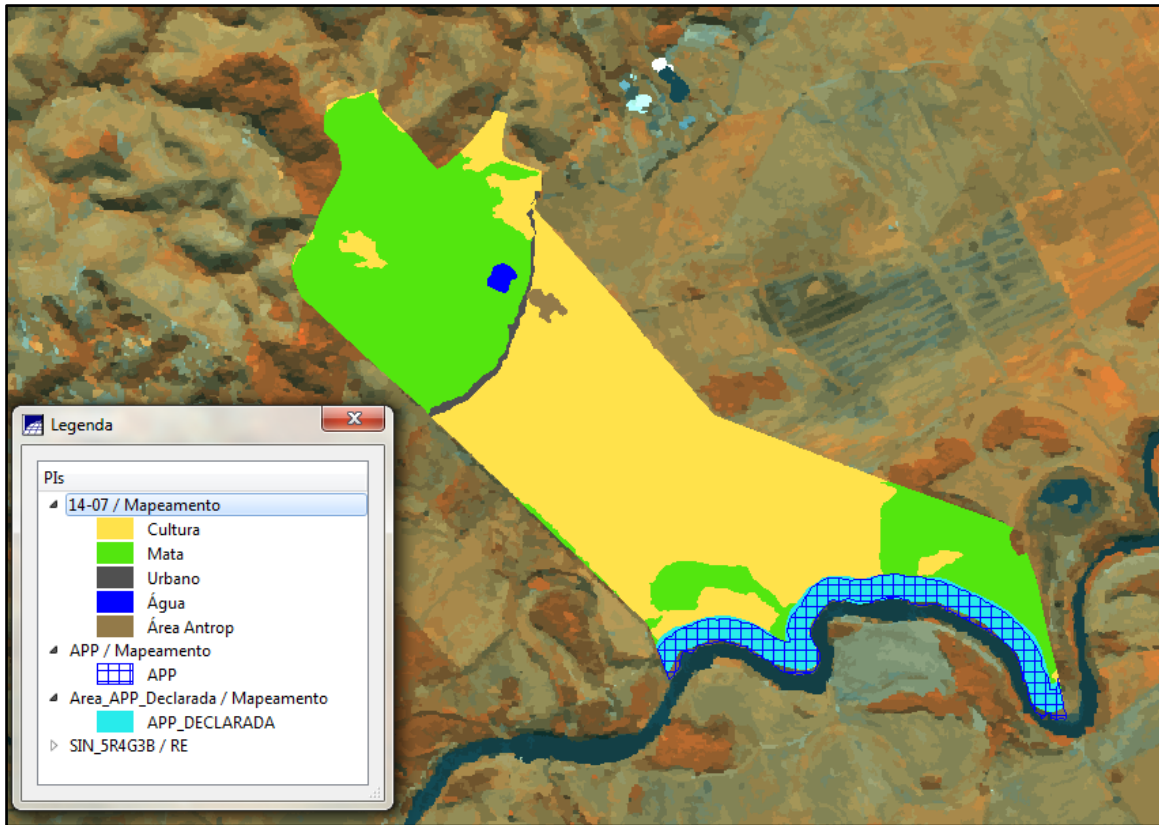 Legenda
PIs
14-07 / Mapeamento
Cultura
Mata
Urbano
Água
Área Antrop
APP / Mapeamento
APP
Area_APP_Declarada / Mapeamento
APP_DECLARADA
SIN_5R4G3B / RE